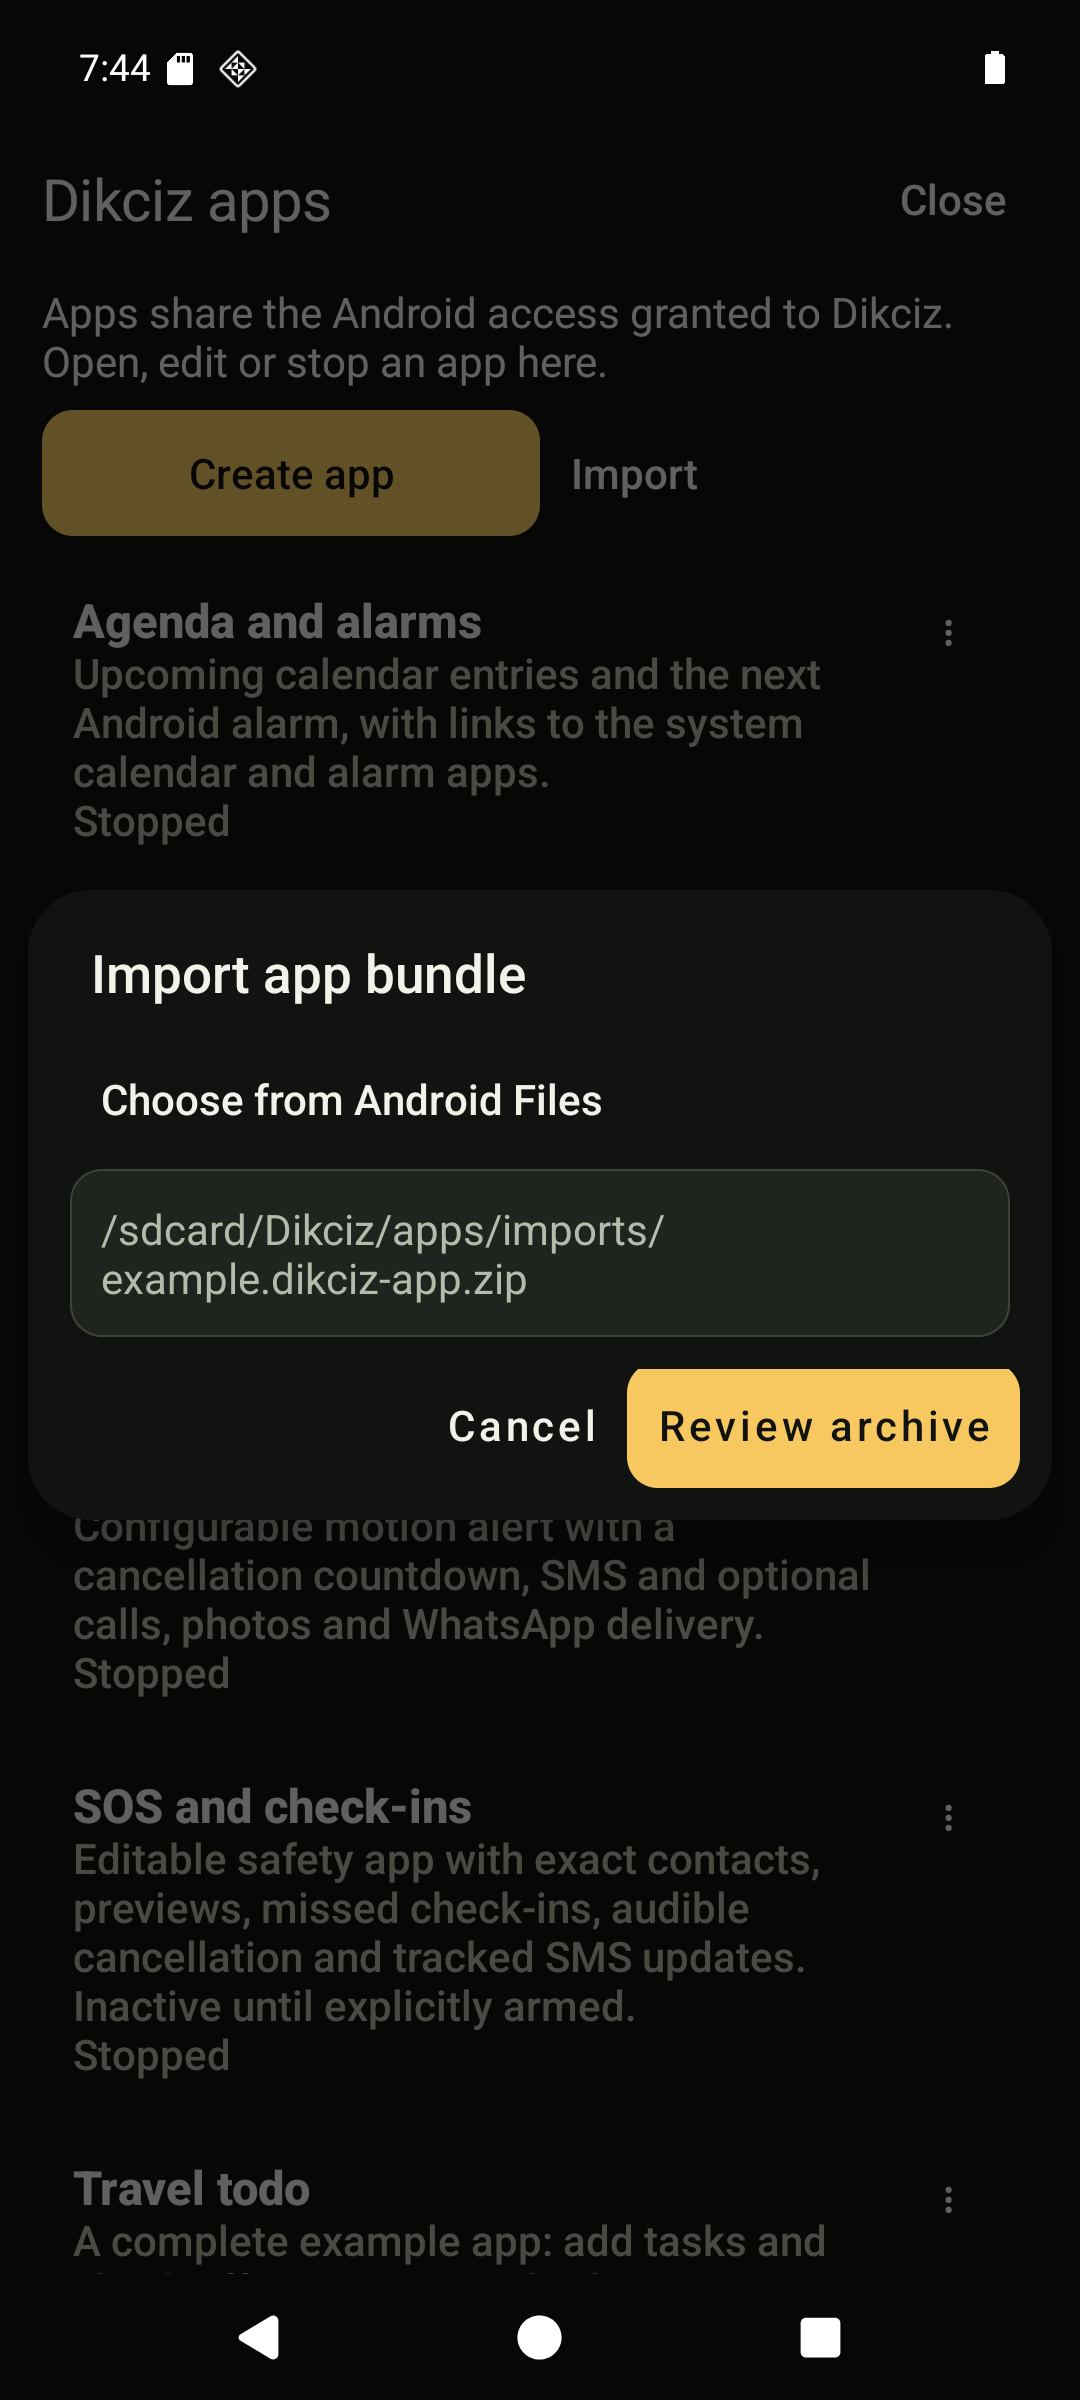 7:44
Dikciz apps
Close
Apps share the Android access granted to Dikciz.
Open, edit or stop an app here.
Create app
Import
Agenda and alarms
Upcoming calendar entries and the next
Android alarm, with links to the system
calendar and alarm apps.
Stopped
Import app bundle
Choose from Android Files
/sdcard/Dikciz/apps/imports/
example.dikciz-app.zip
Cancel
Review archive
Configurable motion alert with a
cancellation countdown, SMS and optional
calls, photos and WhatsApp delivery.
Stopped
SOS and check-ins
Editable safety app with exact contacts,
previews, missed check-ins, audible
cancellation and tracked SMS updates.
Inactive until explicitly armed.
Stopped
Travel todo
A complete example app: add tasks and